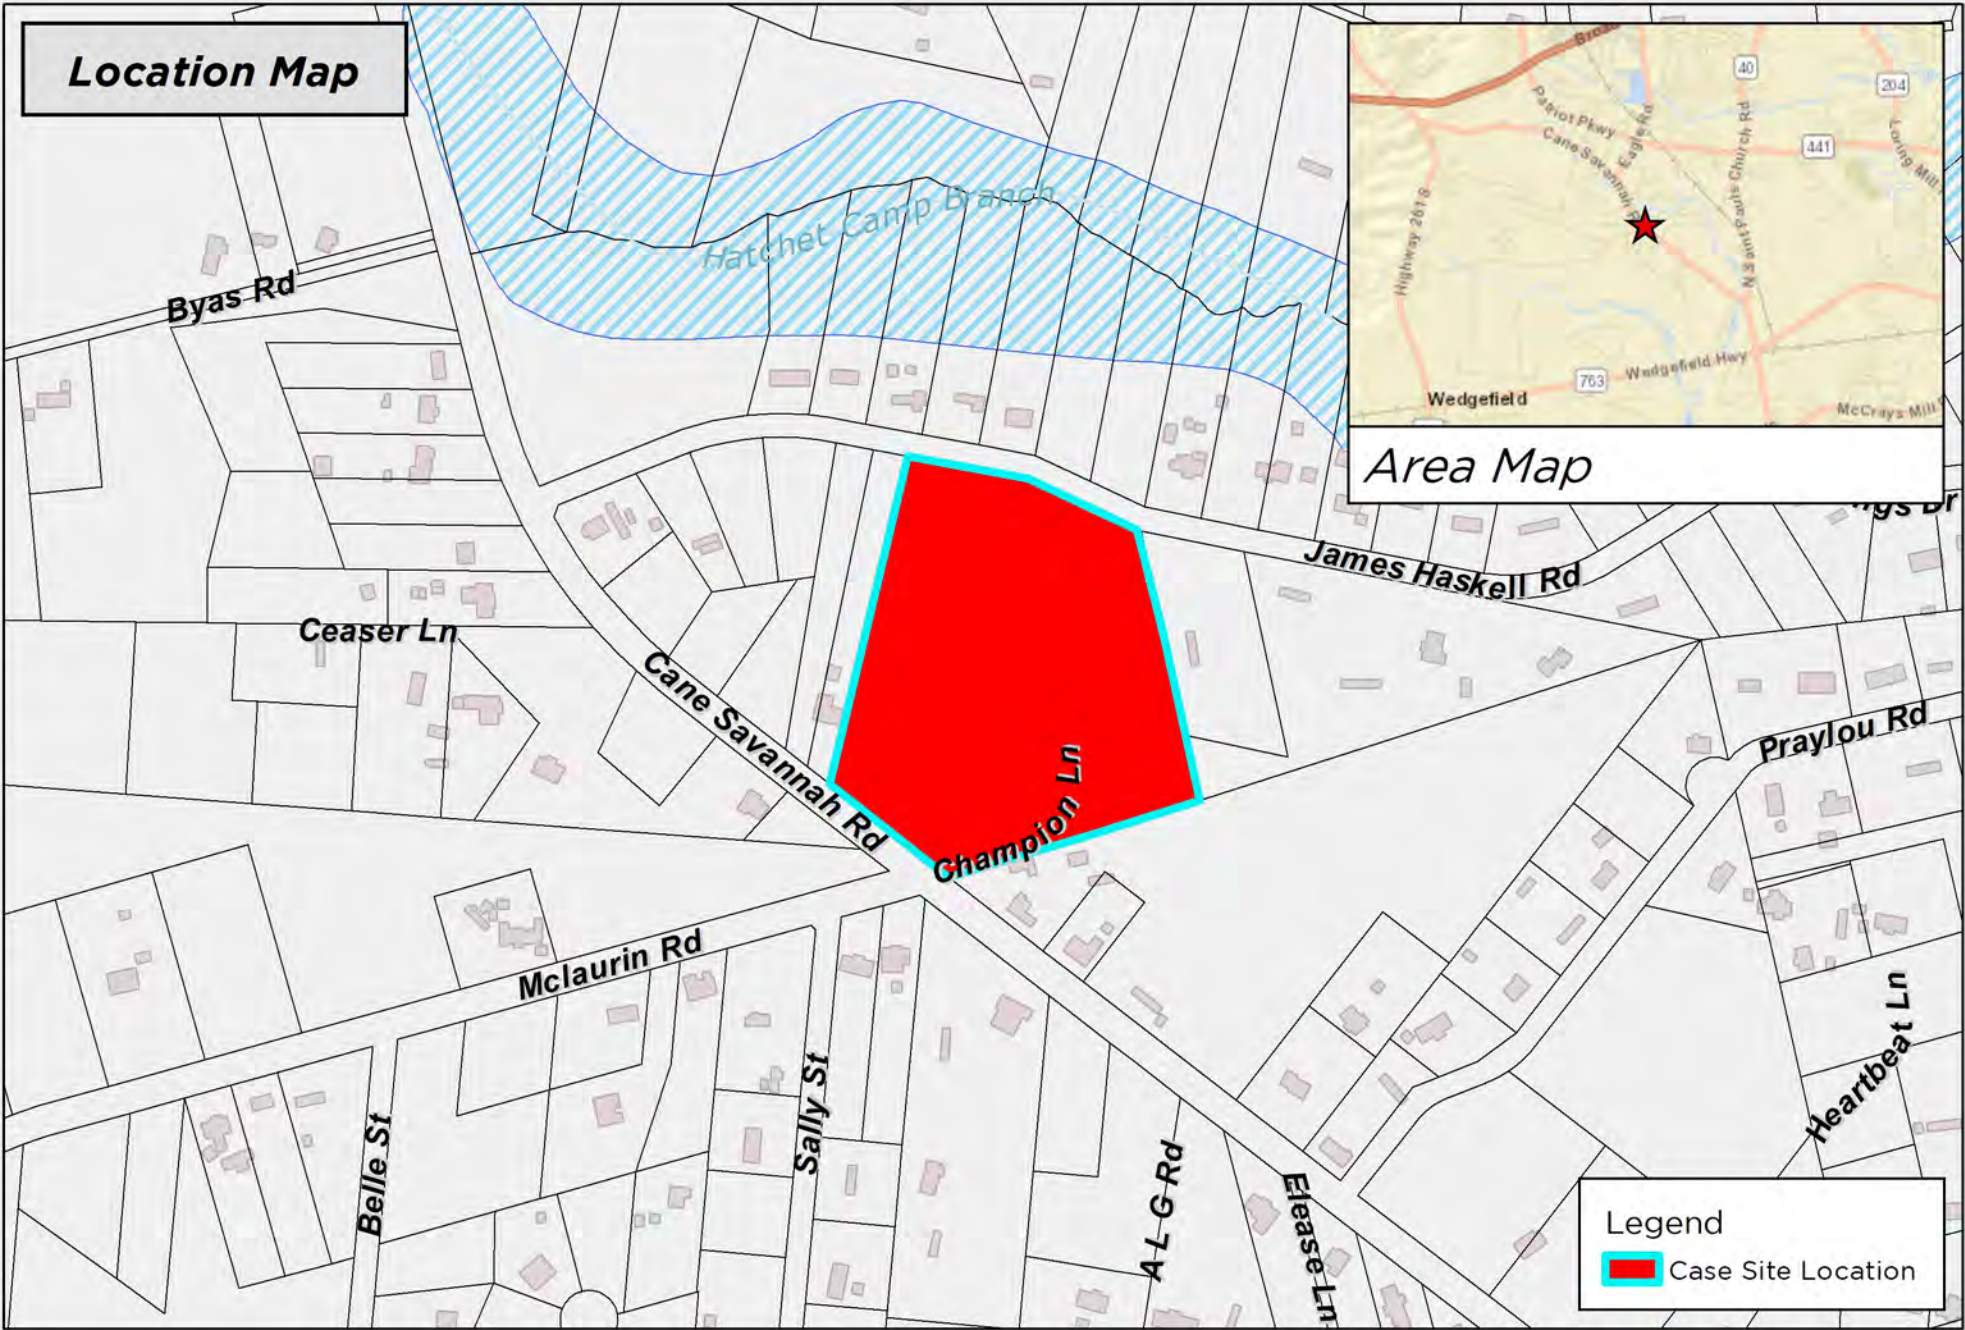 Location Map
Broad
40
204
Patriot Pkwy
Cane Savannah R
Eagle Rd
N Saint Pauls Church Rd
441
Loring Mill
Highway 261 S
763
Wedgefield Hwy
Wedgefield
McCrays Mill
Area Map
Hatchet Camp Branch
Byas Rd
ngs Dr
James Haskell Rd
Ceaser Ln
Cane Savannah Rd
Champion Ln
Praylou Rd
Mclaurin Rd
Belle St
Sally St
A L G Rd
Elease Ln
Heartbeat Ln
Legend
Case Site Location